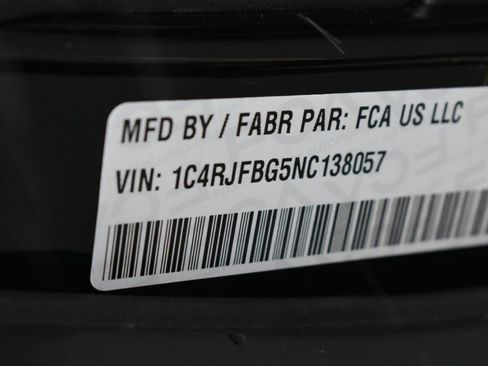 MFD BY / FABR PAR: FCA US LLC
VIN: 1C4RJFBG5NC138057